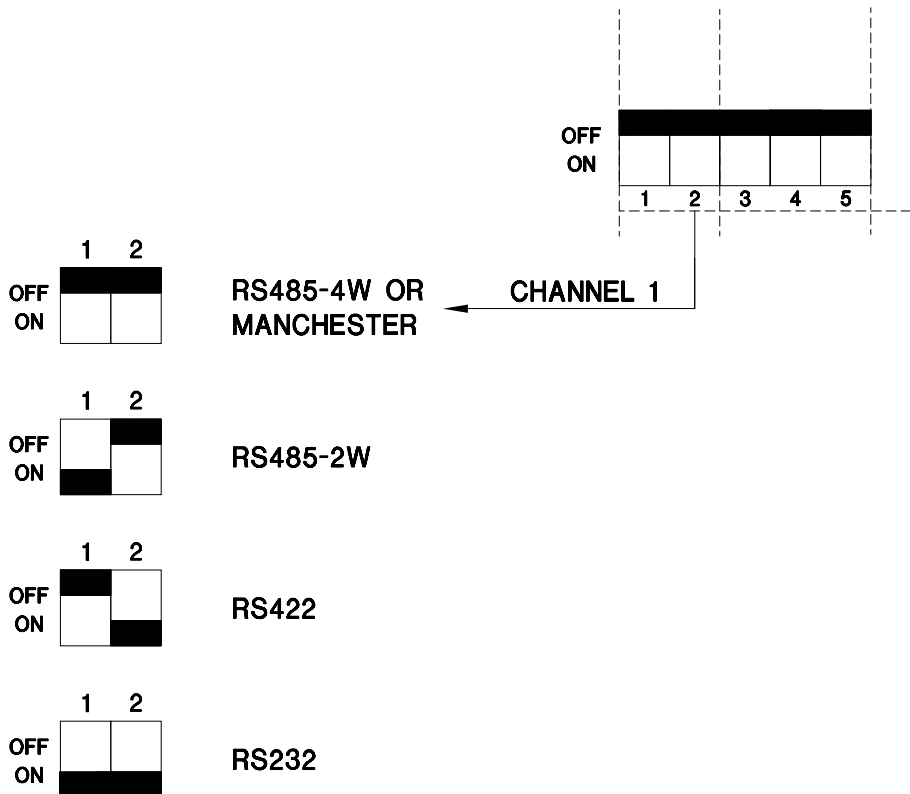 OFF
ON
1 2 3 4 5
CHANNEL 1
1 2
OFF
ON
RS485-4W OR
MANCHESTER
1 2
OFF
ON
RS485-2W
1 2
OFF
ON
RS422
1 2
OFF
ON
RS232